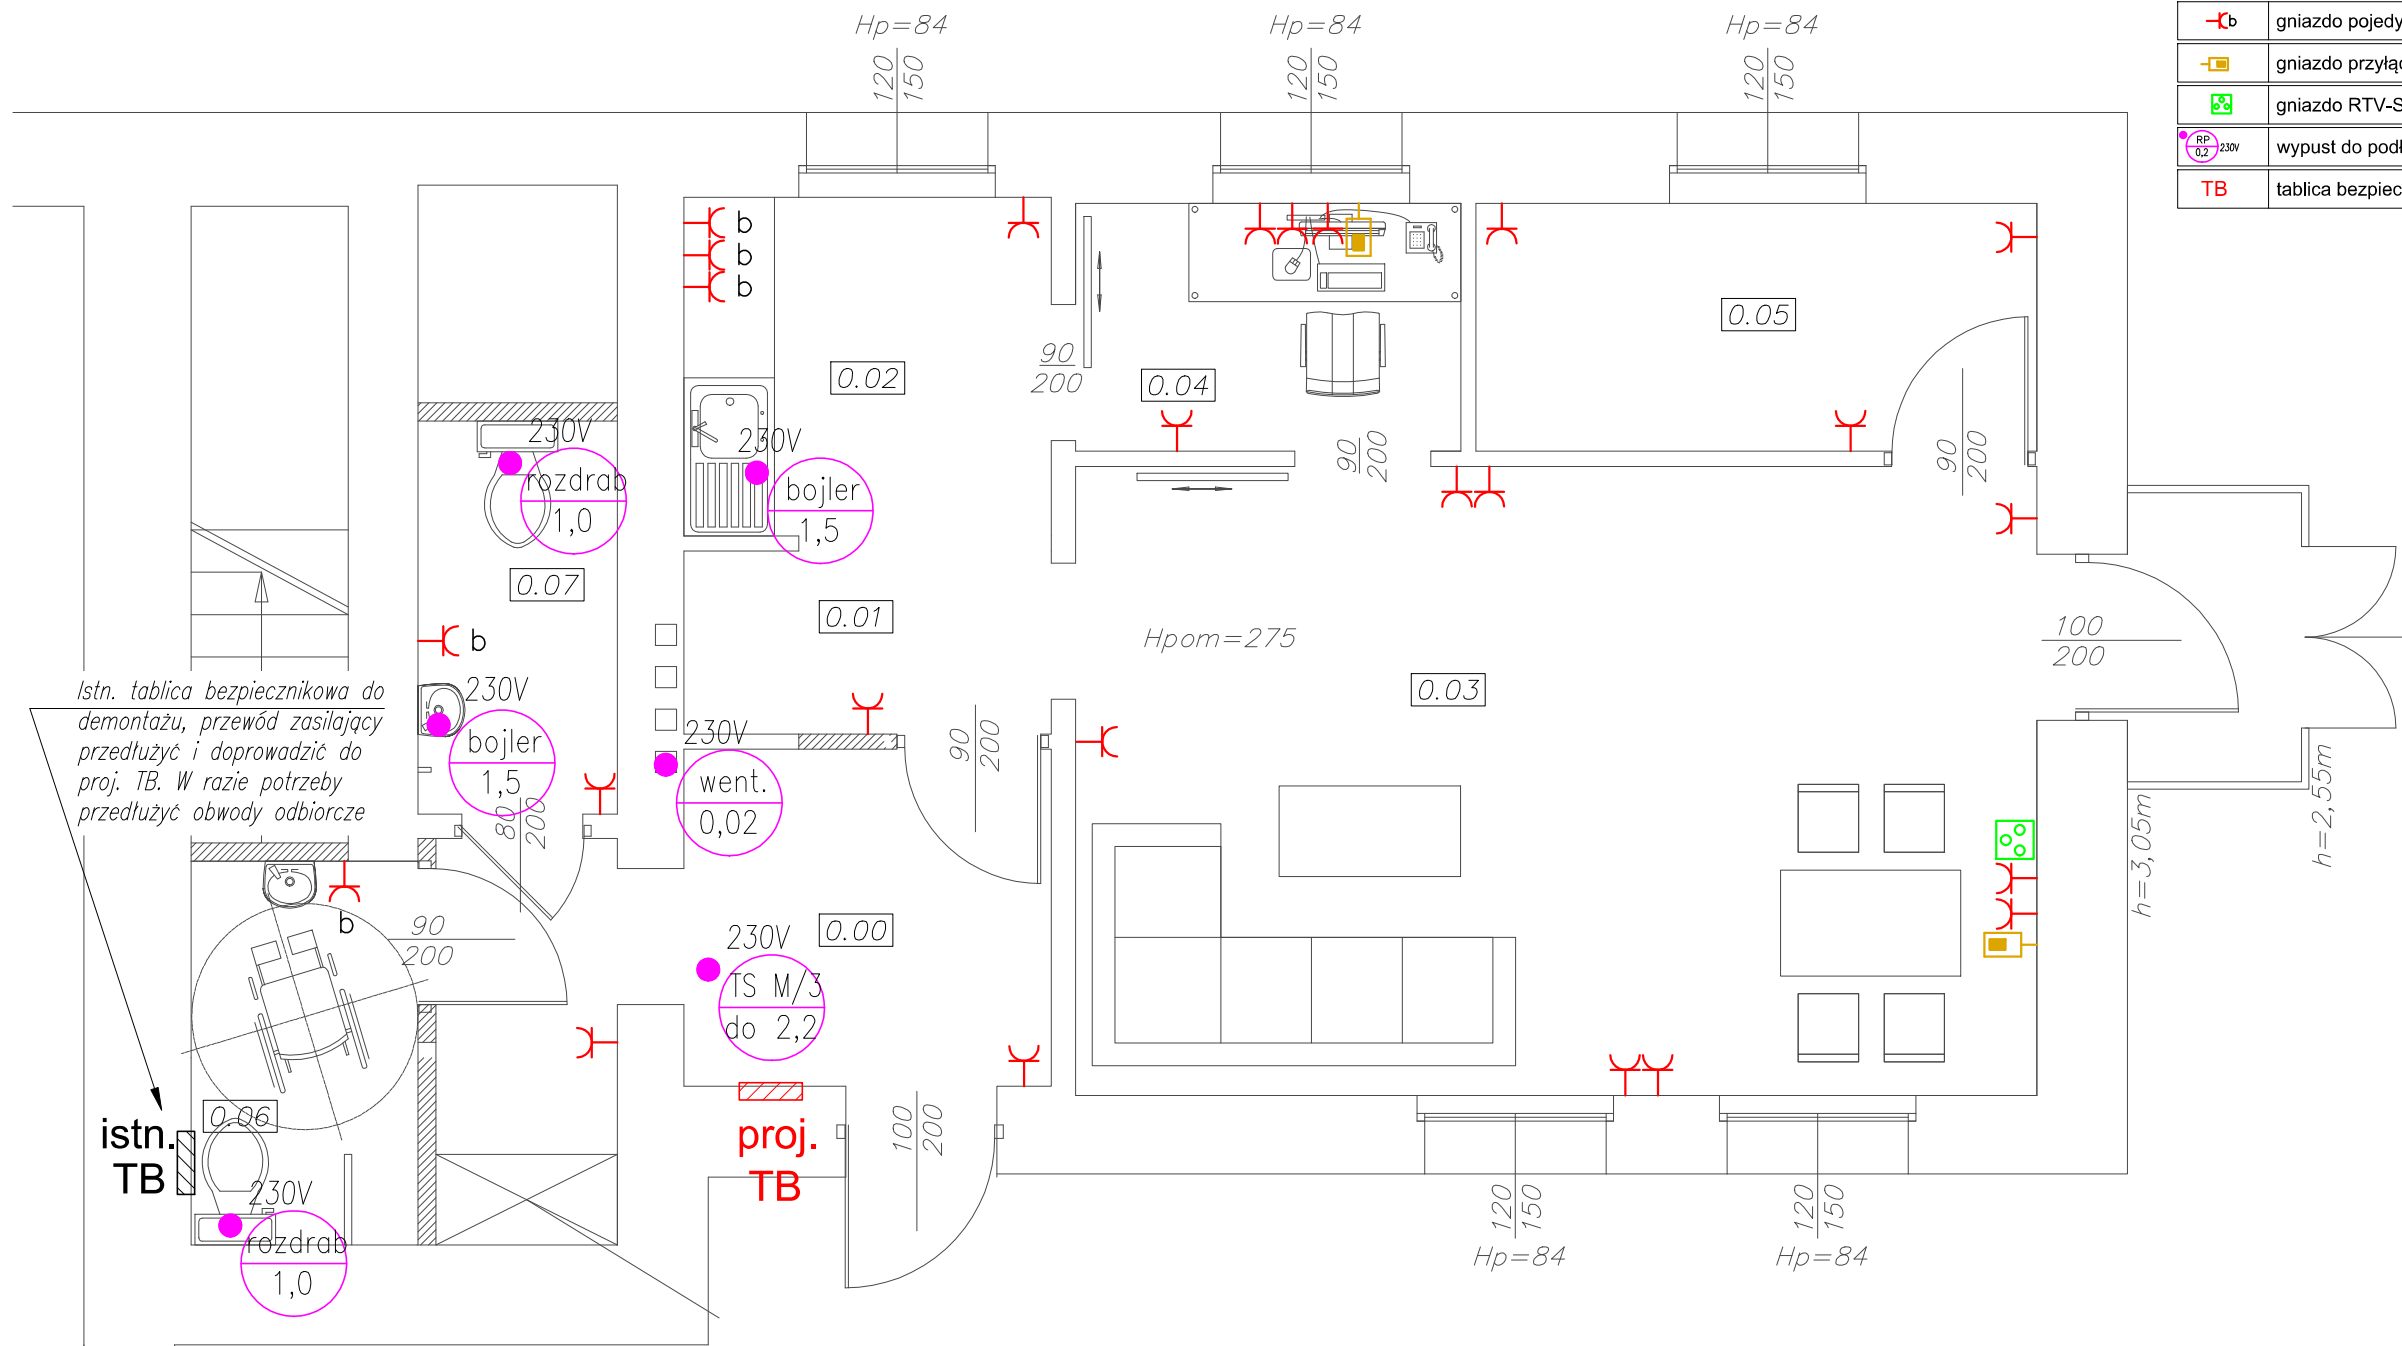 Hp=84
Hp=84
Hp=84
120
150
120
150
120
150
b
gniazdo pojedy
gniazdo przyłą
gniazdo RTV-S
RP
0,2
230V
wypust do podł
TB
tablica bezpiec
b
b
b
0.02
90
200
0.04
0.05
90
200
90
200
230V
rozdrab
1,0
230V
bojler
1,5
0.07
0.01
b
Hpom=275
0.03
100
200
Istn. tablica bezpiecznikowa do
demontażu, przewód zasilający
przedłużyć i doprowadzić do
proj. TB. W razie potrzeby
przedłużyć obwody odbiorcze
230V
bojler
1,5
80
200
230V
went.
0,02
90
200
h=3,05m
h=2,55m
b
90
200
0.00
230V
TS M/3
do 2,2
0.06
istn.
TB
proj.
TB
100
200
230V
rozdrab
1,0
120
150
120
150
Hp=84
Hp=84